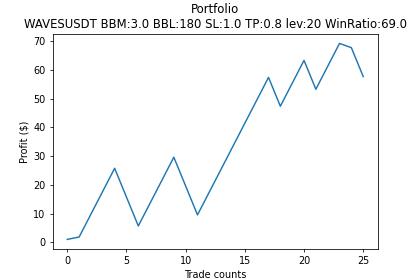 Portfolio
WAVESUSDT BBM:3.0 BBL:180 SL:1.0 TP:0.8 lev:20 WinRatio:69.0
70
60
50
40
30
20
10
0
Profit ($)
0 5 10 15 20 25
Trade counts